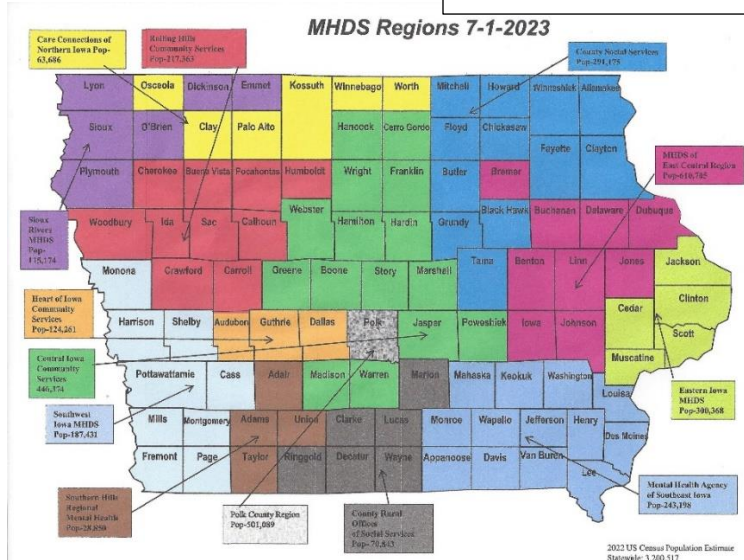 MHDS Regions 7-1-2023
Care Connections of
Northern Iowa Pop-
63,686
Rolling Hills
Community Services
Pop-217,363
County Social Services
Pop-291,175
Lyon
Osceola
Dickinson
Emmet
Kossuth
Winnebago
Worth
Mitchell
Howard
Winneshiek
Allamakee
Sioux
O'Brien
Clay
Palo Alto
Hancock
Cerro Gordo
Floyd
Chickasaw
Fayette
Clayton
MHDS of
East Central Region
Plymouth
Cherokee
Buena Vista
Pocahontas
Humboldt
Wright
Franklin
Butler
Bremer
Sioux
Rivers
MHDS
Pop-
Woodbury
Ida
Sac
Calhoun
Webster
Hamilton
Hardin
Grundy
Black Hawk
Buchanan
Delaware
Dubuque
Monona
Crawford
Carroll
Greene
Boone
Story
Marshall
Tama
Benton
Linn
Jones
Jackson
Heart of Iowa
Community
Services
Pop-124,261
Harrison
Shelby
Audubon
Guthrie
Dallas
Polk
Jasper
Poweshiek
Iowa
Johnson
Cedar
Clinton
Scott
Muscatine
Central Iowa
Community
Services
446,374
Pottawattamie
Cass
Adair
Madison
Warren
Marion
Mahaska
Keokuk
Washington
Louisa
Eastern Iowa
MHDS
Pop-300,368
Southwest
Iowa MHDS
Pop-187,431
Mills
Montgomery
Adams
Union
Clarke
Lucas
Monroe
Wapello
Jefferson
Henry
Des Moines
Fremont
Page
Taylor
Ringgold
Decatur
Wayne
Appanoose
Davis
Van Buren
Lee
Southern Hills
Regional
Mental Health
Polk County Region
Pop-501,089
County Rural
Offices
of Social Services
Mental Health Agency
of Southeast Iowa
Pop-243,198
2022 US Census Population Estimate
Statewide: 3,200,517